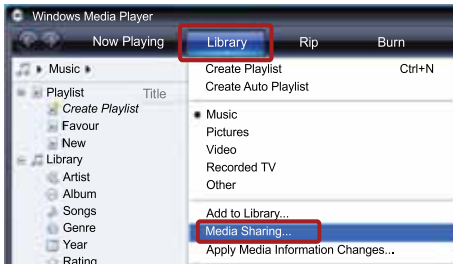 Windows Media Player
Now Playing Library Rip Burn
Music
Playlist Title
Create Playlist
Favour
New
Library
Artist
Album
Songs
Genre
Year
Rating
Create Playlist Ctrl+N
Create Auto Playlist
Music
Pictures
Video
Recorded TV
Other
Add to Library...
Media Sharing...
Apply Media Information Changes...